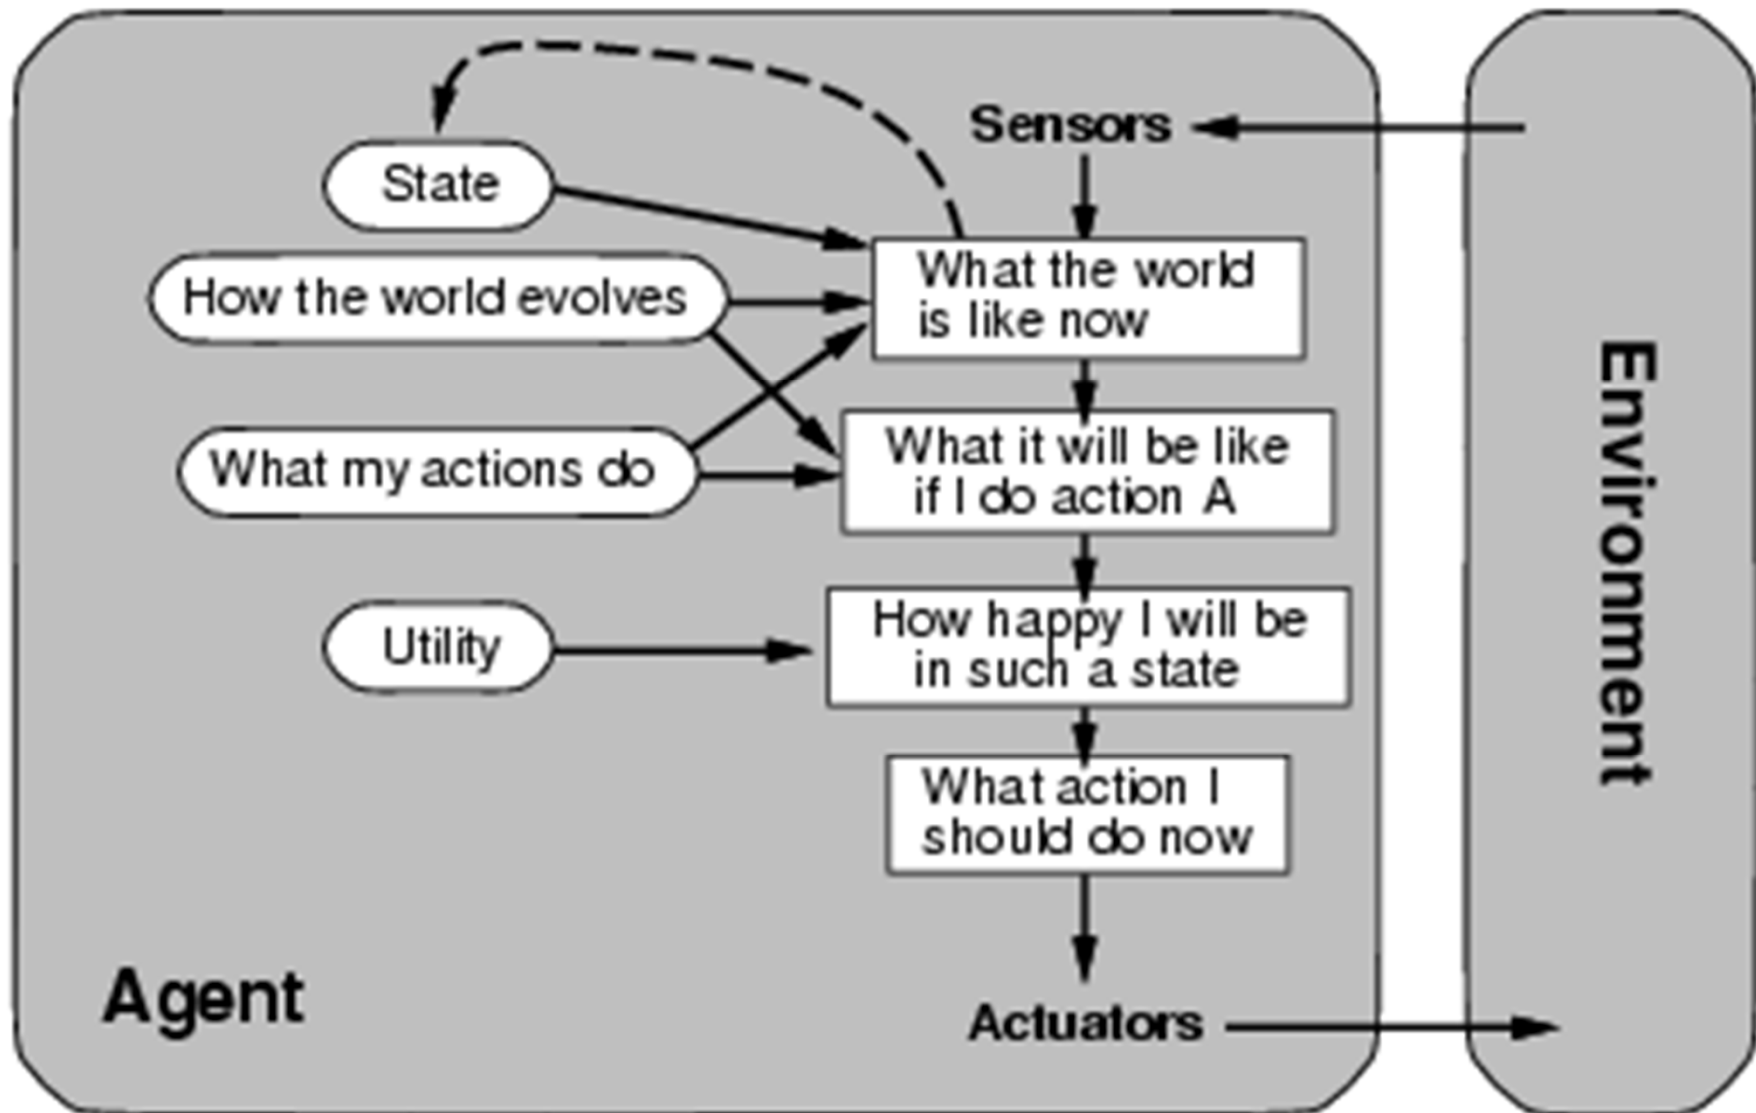 Sensors
State
What the world
is like now
How the world evolves
What it will be like
if I do action A
What my actions do
How happy I will be
in such a state
Utility
What action I
should do now
Agent
Actuators
Environment